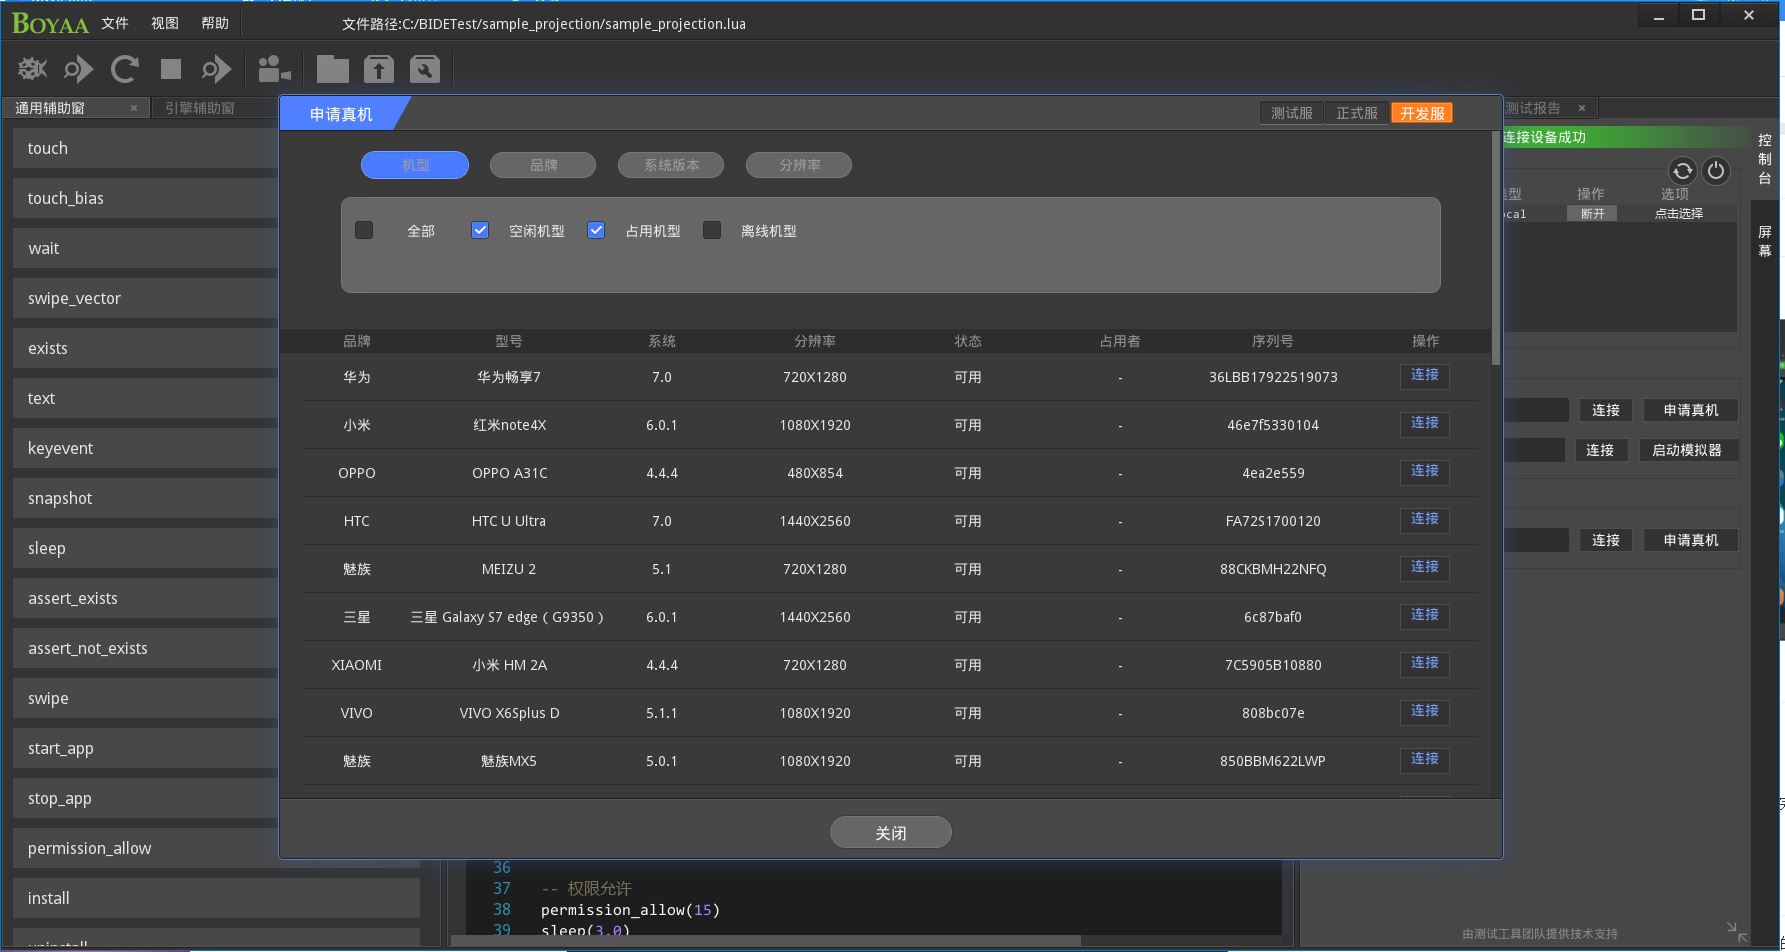 BOYAA 文件 视图 帮助 文件路径:C:/BIDETest/sample_projection/sample_projection.lua
通用辅助窗 × 引擎辅助窗
测试报告 ×
touch
touch_bias
wait
swipe_vector
exists
text
keyevent
snapshot
sleep
assert_exists
assert_not_exists
swipe
start_app
stop_app
permission_allow
install
申请真机 测试服 正式服 开发服
机型 品牌 系统版本 分辨率
全部 空闲机型 占用机型 离线机型
品牌 型号 系统 分辨率 状态 占用者 序列号 操作
华为 华为畅享7 7.0 720X1280 可用 - 36LBB17922519073 连接
小米 红米note4X 6.0.1 1080X1920 可用 - 46e7f5330104 连接
OPPO OPPO A31C 4.4.4 480X854 可用 - 4ea2e559 连接
HTC HTC U Ultra 7.0 1440X2560 可用 - FA72S1700120 连接
魅族 MEIZU 2 5.1 720X1280 可用 - 88CKBMH22NFQ 连接
三星 三星 Galaxy S7 edge（G9350） 6.0.1 1440X2560 可用 - 6c87baf0 连接
XIAOMI 小米 HM 2A 4.4.4 720X1280 可用 - 7C5905B10880 连接
VIVO VIVO X6Splus D 5.1.1 1080X1920 可用 - 808bc07e 连接
魅族 魅族MX5 5.0.1 1080X1920 可用 - 850BBM622LWP 连接
关闭
36
37 -- 权限允许
38 permission_allow(15)
39 sleep(3.0)
连接设备成功
型 操作 选项
ocal 断开 点击选择
连接 申请真机
连接 启动模拟器
连接 申请真机
控制台
屏幕
由测试工具团队提供技术支持